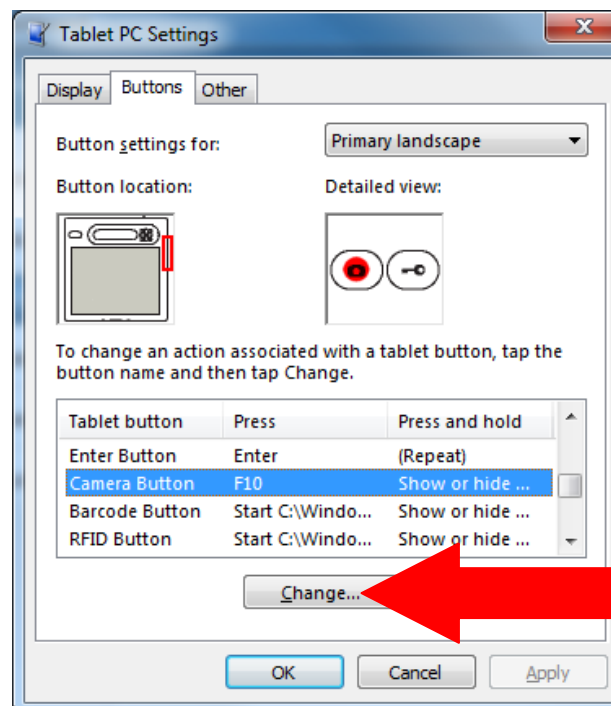 Tablet PC Settings
Display Buttons Other
Button settings for: Primary landscape
Button location: Detailed view:
To change an action associated with a tablet button, tap the
button name and then tap Change.
Tablet button Press Press and hold
Enter Button Enter (Repeat)
Camera Button F10 Show or hide ...
Barcode Button Start C:\Windo... Show or hide ...
RFID Button Start C:\Windo... Show or hide ...
Change...
OK Cancel Apply